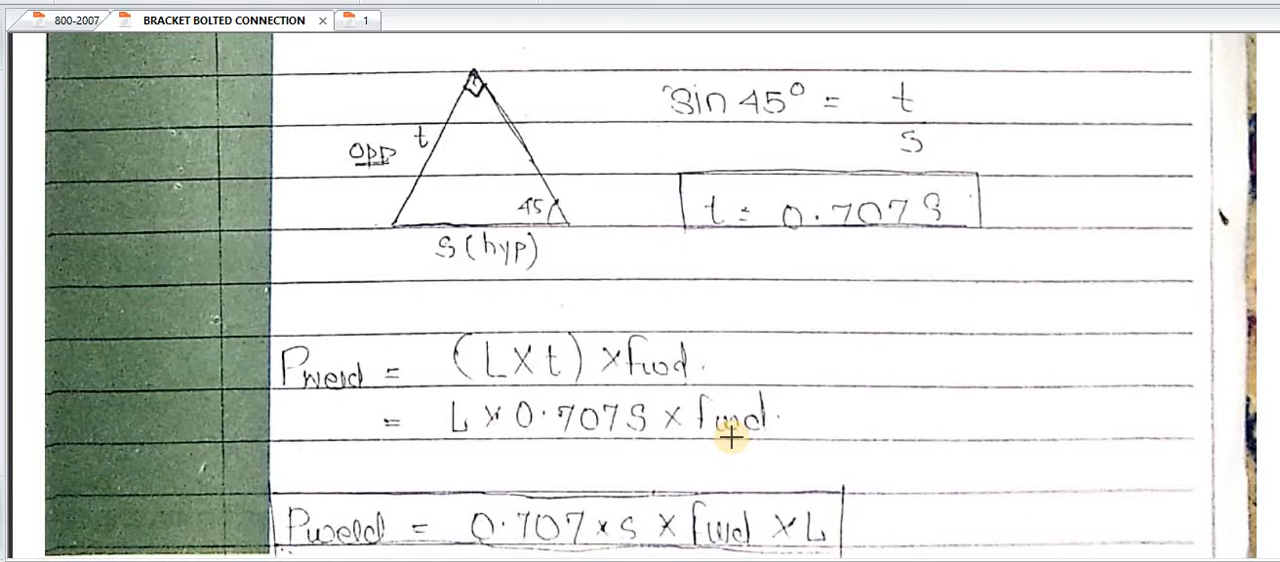 800-2007 BRACKET BOLTED CONNECTION × 1
Sin 45° = t
S
opp t
45
t = 0.707 S
S (hyp)
Pweld = (L × t) × fwd.
= L × 0.707 S × fwd.
Pweld = 0.707 × s × fwd × L